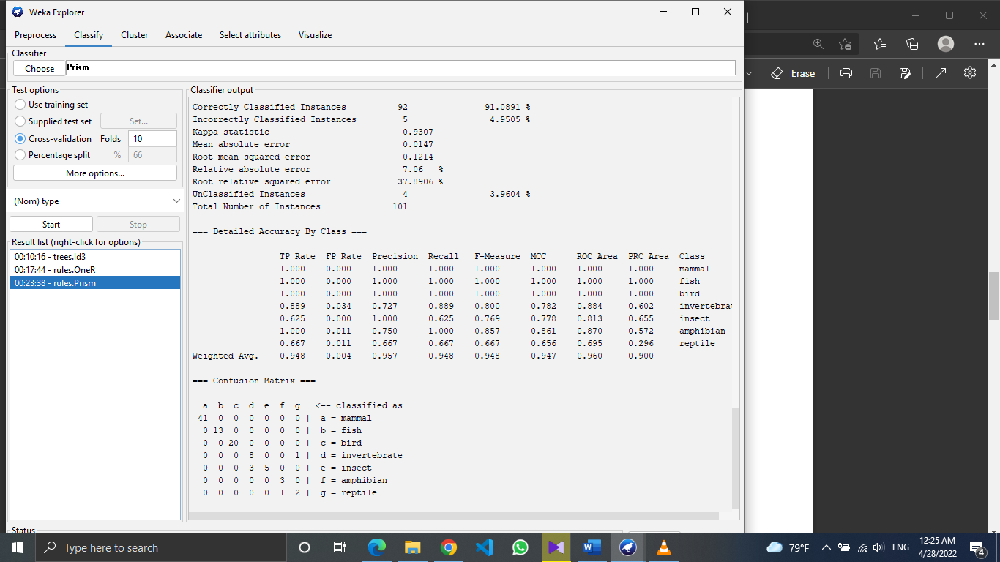 Weka Explorer
Preprocess Classify Cluster Associate Select attributes Visualize
Classifier
Choose Prism
Test options
Use training set
Supplied test set Set...
Cross-validation Folds 10
Percentage split % 66
More options...
(Nom) type
Start Stop
Result list (right-click for options)
00:10:16 - trees.Id3
00:17:44 - rules.OneR
00:23:38 - rules.Prism
Classifier output
Correctly Classified Instances 92 91.0891 %
Incorrectly Classified Instances 5 4.9505 %
Kappa statistic 0.9307
Mean absolute error 0.0147
Root mean squared error 0.1214
Relative absolute error 7.06 %
Root relative squared error 37.8906 %
UnClassified Instances 4 3.9604 %
Total Number of Instances 101
=== Detailed Accuracy By Class ===
TP Rate FP Rate Precision Recall F-Measure MCC ROC Area PRC Area Class
1.000 0.000 1.000 1.000 1.000 1.000 1.000 1.000 mammal
1.000 0.000 1.000 1.000 1.000 1.000 1.000 1.000 fish
1.000 0.000 1.000 1.000 1.000 1.000 1.000 1.000 bird
0.889 0.034 0.727 0.889 0.800 0.782 0.884 0.602 invertebrat
0.625 0.000 1.000 0.625 0.769 0.778 0.813 0.655 insect
1.000 0.011 0.750 1.000 0.857 0.861 0.870 0.572 amphibian
0.667 0.011 0.667 0.667 0.667 0.656 0.695 0.296 reptile
Weighted Avg. 0.948 0.004 0.957 0.948 0.948 0.947 0.960 0.900
=== Confusion Matrix ===
a b c d e f g <-- classified as
41 0 0 0 0 0 0 | a = mammal
0 13 0 0 0 0 0 | b = fish
0 0 20 0 0 0 0 | c = bird
0 0 0 8 0 0 1 | d = invertebrate
0 0 0 3 5 0 0 | e = insect
0 0 0 0 0 3 0 | f = amphibian
0 0 0 0 0 1 2 | g = reptile
Status
Erase
Type here to search
79°F ENG
12:25 AM
4/28/2022
4